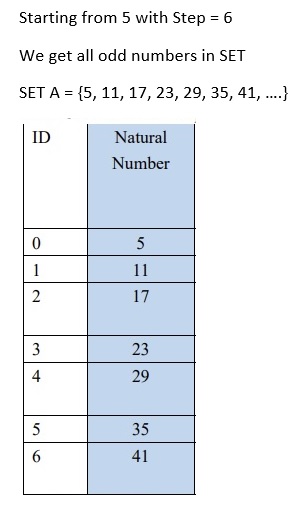 Starting from 5 with Step = 6
We get all odd numbers in SET
SET A = {5, 11, 17, 23, 29, 35, 41, ....}
ID Natural
Number
0 5
1 11
2 17
3 23
4 29
5 35
6 41